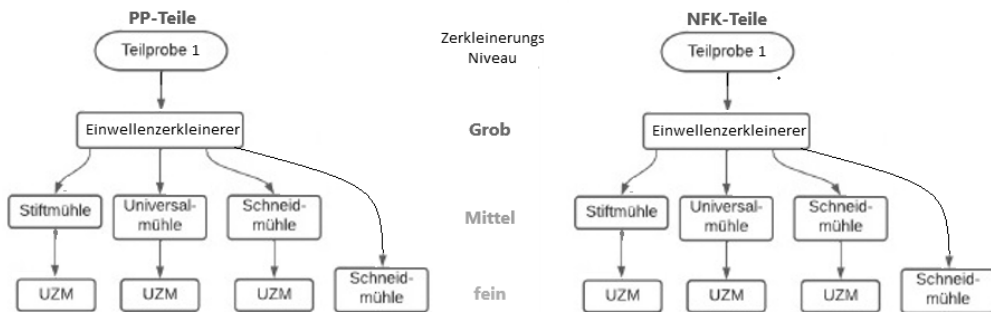 PP-Teile
Teilprobe 1
Einwellenzerkleinerer
Stiftmühle
Universal-
mühle
Schneid-
mühle
UZM
UZM
UZM
Schneid-
mühle
Zerkleinerungs
Niveau
Grob
Mittel
fein
NFK-Teile
Teilprobe 1
Einwellenzerkleinerer
Stiftmühle
Universal-
mühle
Schneid-
mühle
UZM
UZM
UZM
Schneid-
mühle